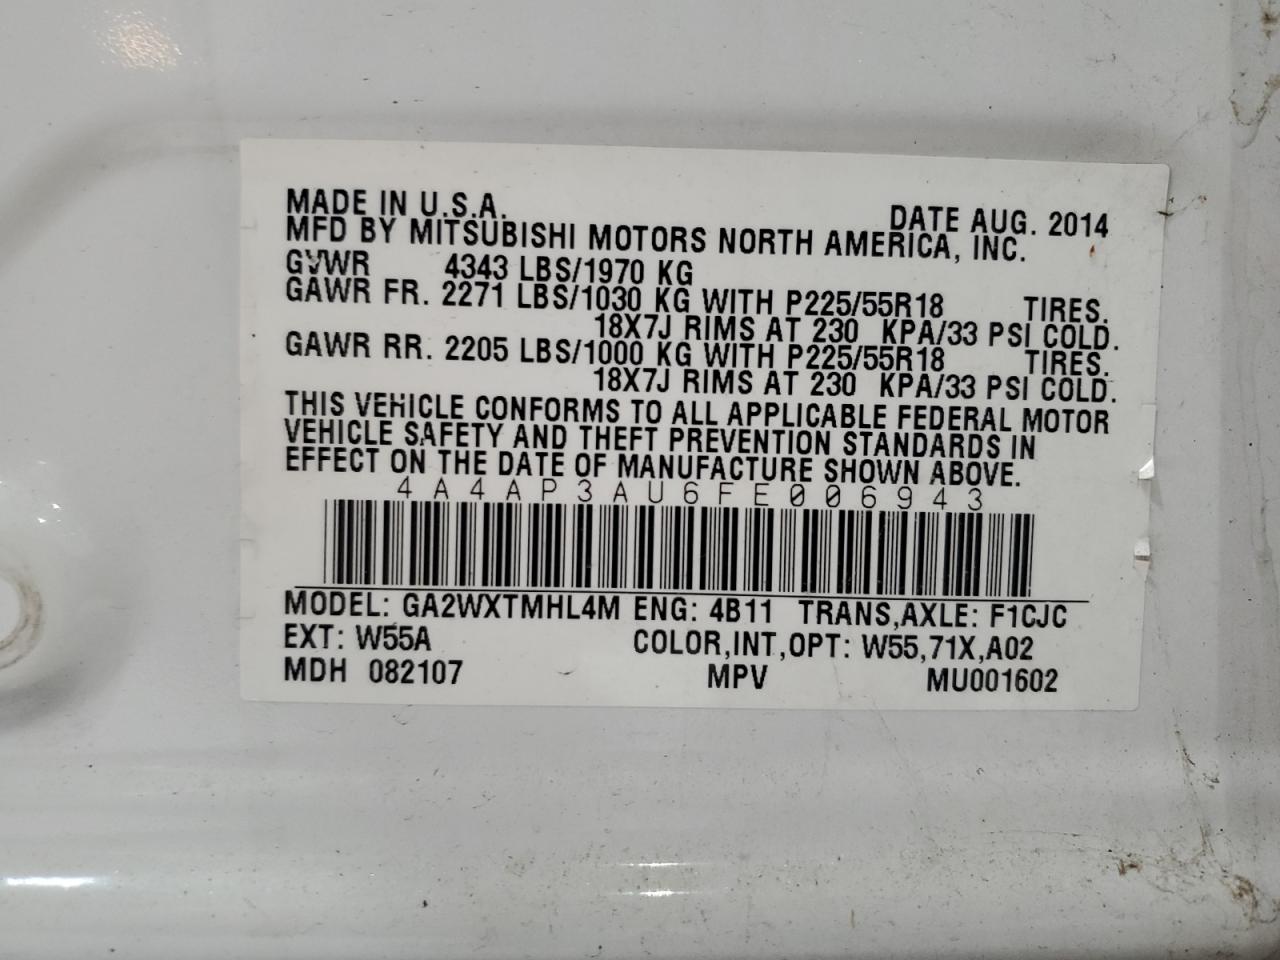 MADE IN U.S.A. DATE AUG. 2014
MFD BY MITSUBISHI MOTORS NORTH AMERICA, INC.
GVWR 4343 LBS/1970 KG
GAWR FR. 2271 LBS/1030 KG WITH P225/55R18 TIRES.
18X7J RIMS AT 230 KPA/33 PSI COLD.
GAWR RR. 2205 LBS/1000 KG WITH P225/55R18 TIRES.
18X7J RIMS AT 230 KPA/33 PSI COLD.
THIS VEHICLE CONFORMS TO ALL APPLICABLE FEDERAL MOTOR
VEHICLE SAFETY AND THEFT PREVENTION STANDARDS IN
EFFECT ON THE DATE OF MANUFACTURE SHOWN ABOVE.
4A4AP3AU6FE006943
MODEL: GA2WXTMHL4M ENG: 4B11 TRANS,AXLE: F1CJC
EXT: W55A COLOR,INT,OPT: W55,71X,A02
MDH 082107 MPV MU001602